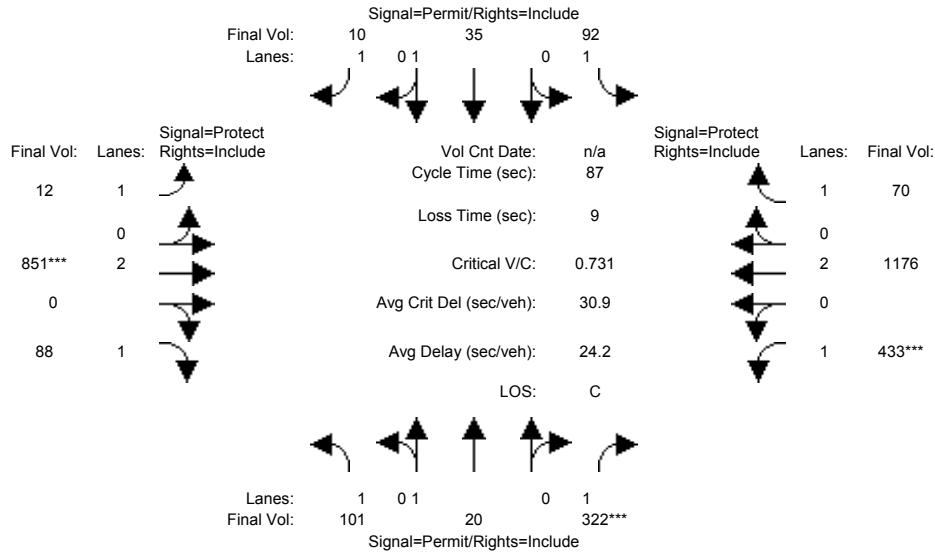 Signal=Permit/Rights=Include
Final Vol: 10 35 92
Lanes: 1 0 1 0 1
Signal=Protect Signal=Protect
Final Vol: Lanes: Rights=Include Vol Cnt Date: n/a Rights=Include Lanes: Final Vol:
Cycle Time (sec): 87
12 1 1 70
Loss Time (sec): 9
0 0
851*** 2 Critical V/C: 0.731 2 1176
0 Avg Crit Del (sec/veh): 30.9 0
88 1 Avg Delay (sec/veh): 24.2 1 433***
LOS: C
Lanes: 1 0 1 0 1
Final Vol: 101 20 322***
Signal=Permit/Rights=Include